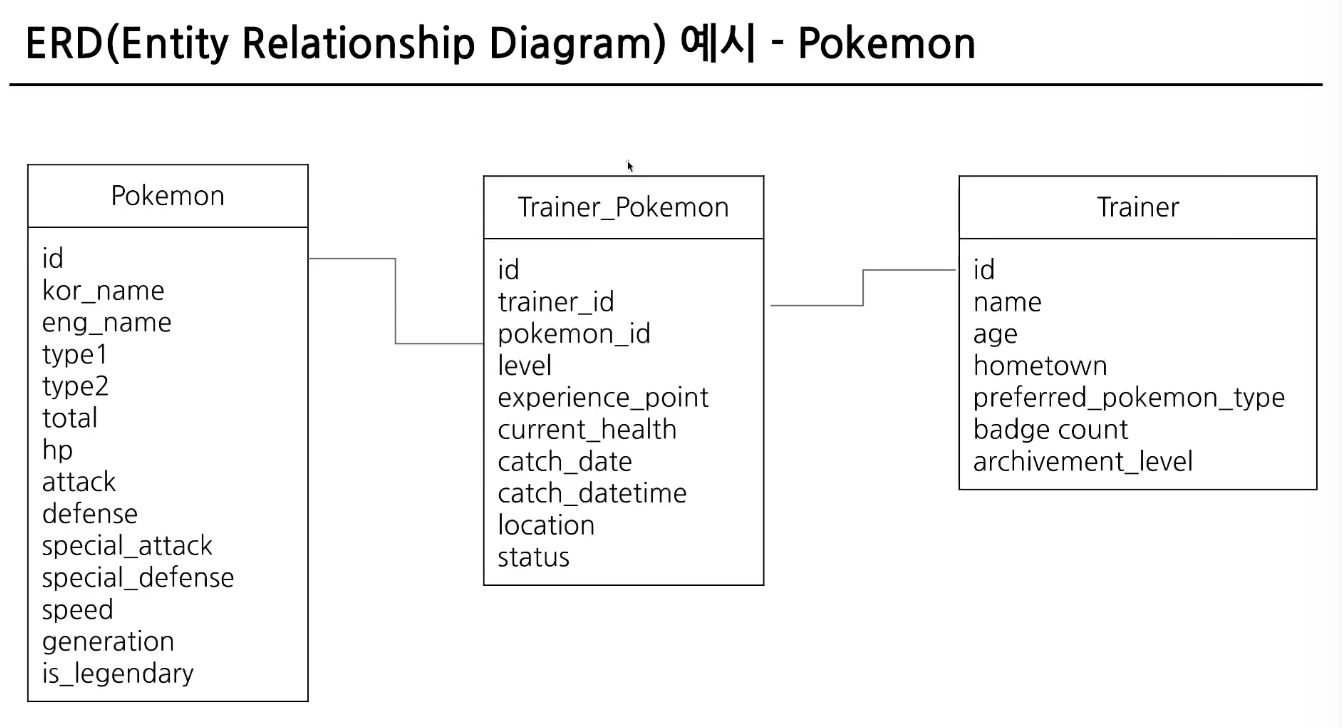 ERD(Entity Relationship Diagram) 예시 - Pokemon
Pokemon
id
kor_name
eng_name
type1
type2
total
hp
attack
defense
special_attack
special_defense
speed
generation
is_legendary
Trainer_Pokemon
id
trainer_id
pokemon_id
level
experience_point
current_health
catch_date
catch_datetime
location
status
Trainer
id
name
age
hometown
preferred_pokemon_type
badge count
archivement_level